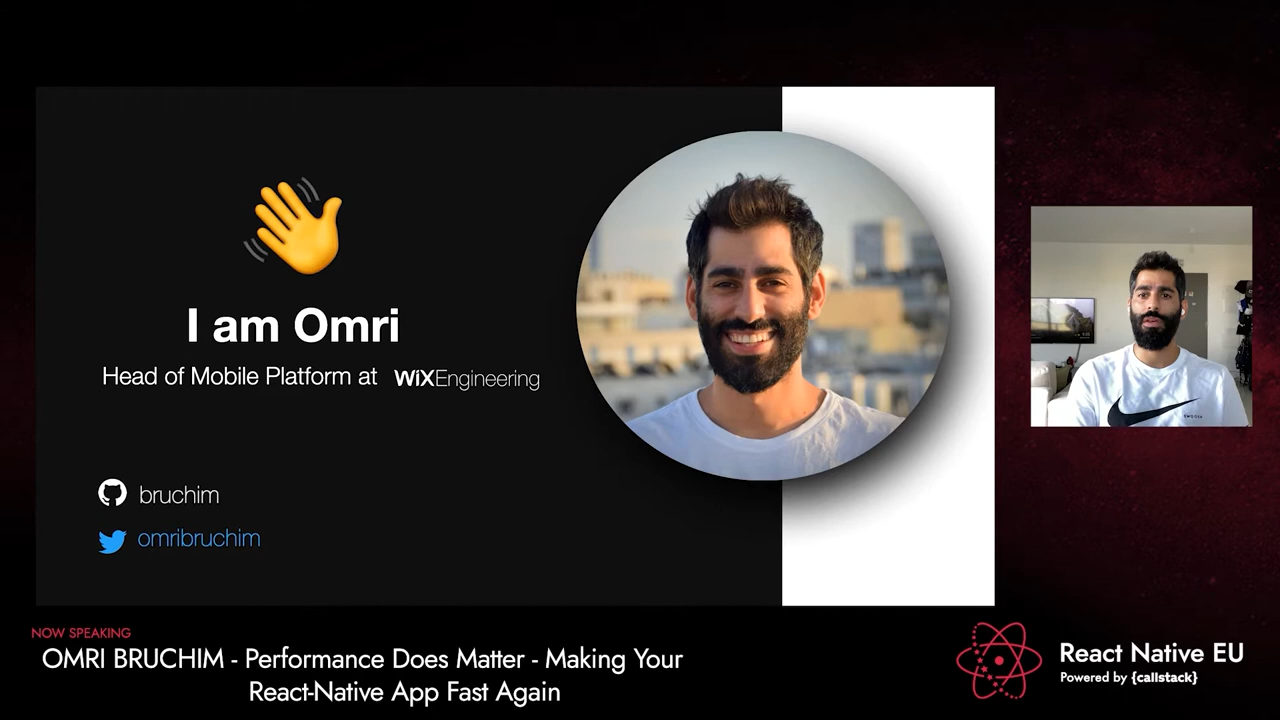 I am Omri
Head of Mobile Platform at WiXEngineering
bruchim
omribruchim
NOW SPEAKING
OMRI BRUCHIM - Performance Does Matter - Making Your
React-Native App Fast Again
React Native EU
Powered by {callstack}